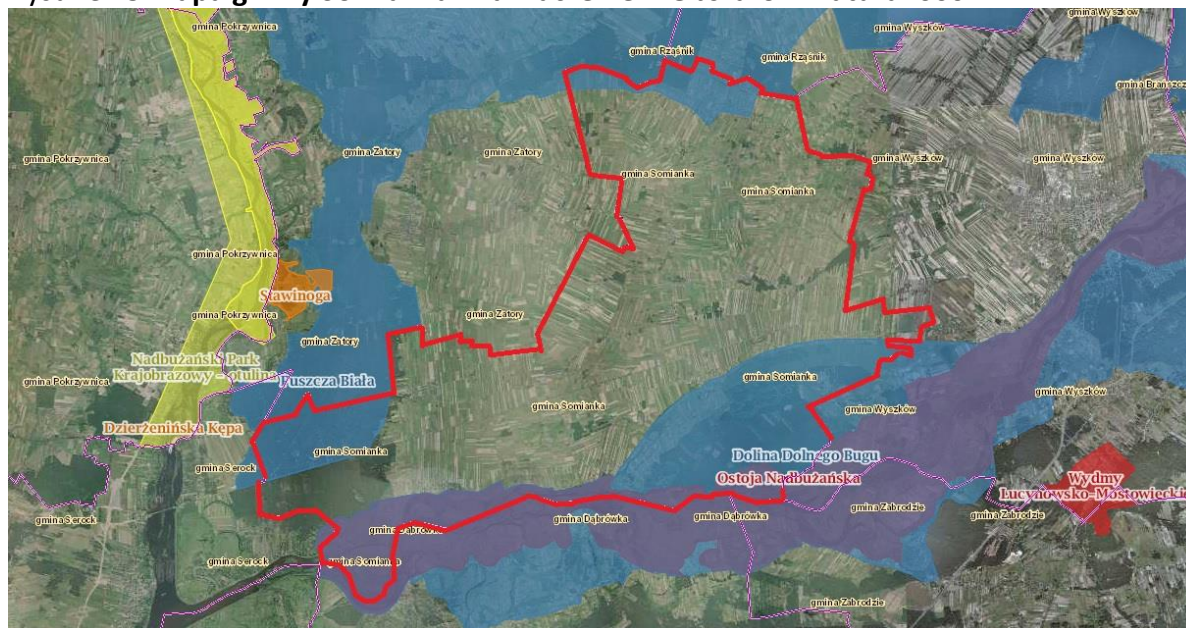 gmina Pokrzywnica
gmina Wyszków
gmina Rząśnik
gmina Rząśnik
gmina Wyszków
gmina Zatory
gmina Zatory
gmina Pokrzywnica
gmina Wyszków
gmina Wyszków
gmina Somianka
gmina Somianka
gmina Pokrzywnica
Stawinoga
gmina Pokrzywnica
gmina Zatory
gmina Zatory
Nadbużański Park
Krajobrazowy - otulina
Puszcza Biała
gmina Pokrzywnica
gmina Somianka
gmina Somianka
gmina Wyszków
gmina Wyszków
Dzierżenińska Kępa
gmina Somianka
Dolina Dolnego Bugu
gmina Serock
Ostoja Nadbużańska
Wydmy
Lucynowsko-Mostowieckie
gmina Serock
gmina Dąbrówka
gmina Dąbrówka
gmina Dąbrówka
gmina Zabrodzie
gmina Zabrodzie
gmina Serock
gmina Somianka
gmina Zabrodzie